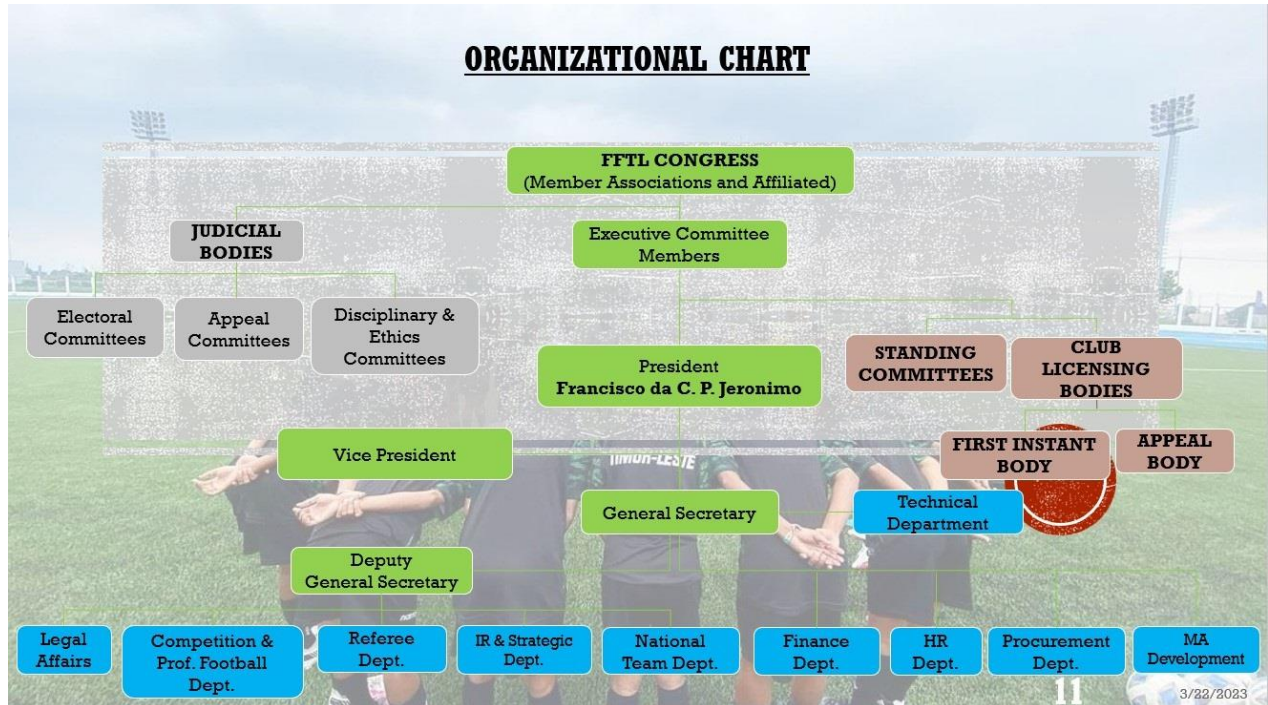 ORGANIZATIONAL CHART
FFTL CONGRESS
(Member Associations and Affiliated)
JUDICIAL
BODIES
Executive Committee
Members
Electoral
Committees
Appeal
Committees
Disciplinary &
Ethics
Committees
President
Francisco da C. P. Jeronimo
STANDING
COMMITTEES
CLUB
LICENSING
BODIES
Vice President
TIMOR-LESTE
FIRST INSTANT
BODY
APPEAL
BODY
General Secretary
Technical
Department
Deputy
General Secretary
Legal
Affairs
Competition &
Prof. Football
Dept.
Referee
Dept.
IR & Strategic
Dept.
National
Team Dept.
Finance
Dept.
HR
Dept.
Procurement
Dept.
MA
Development
11
3/22/2023